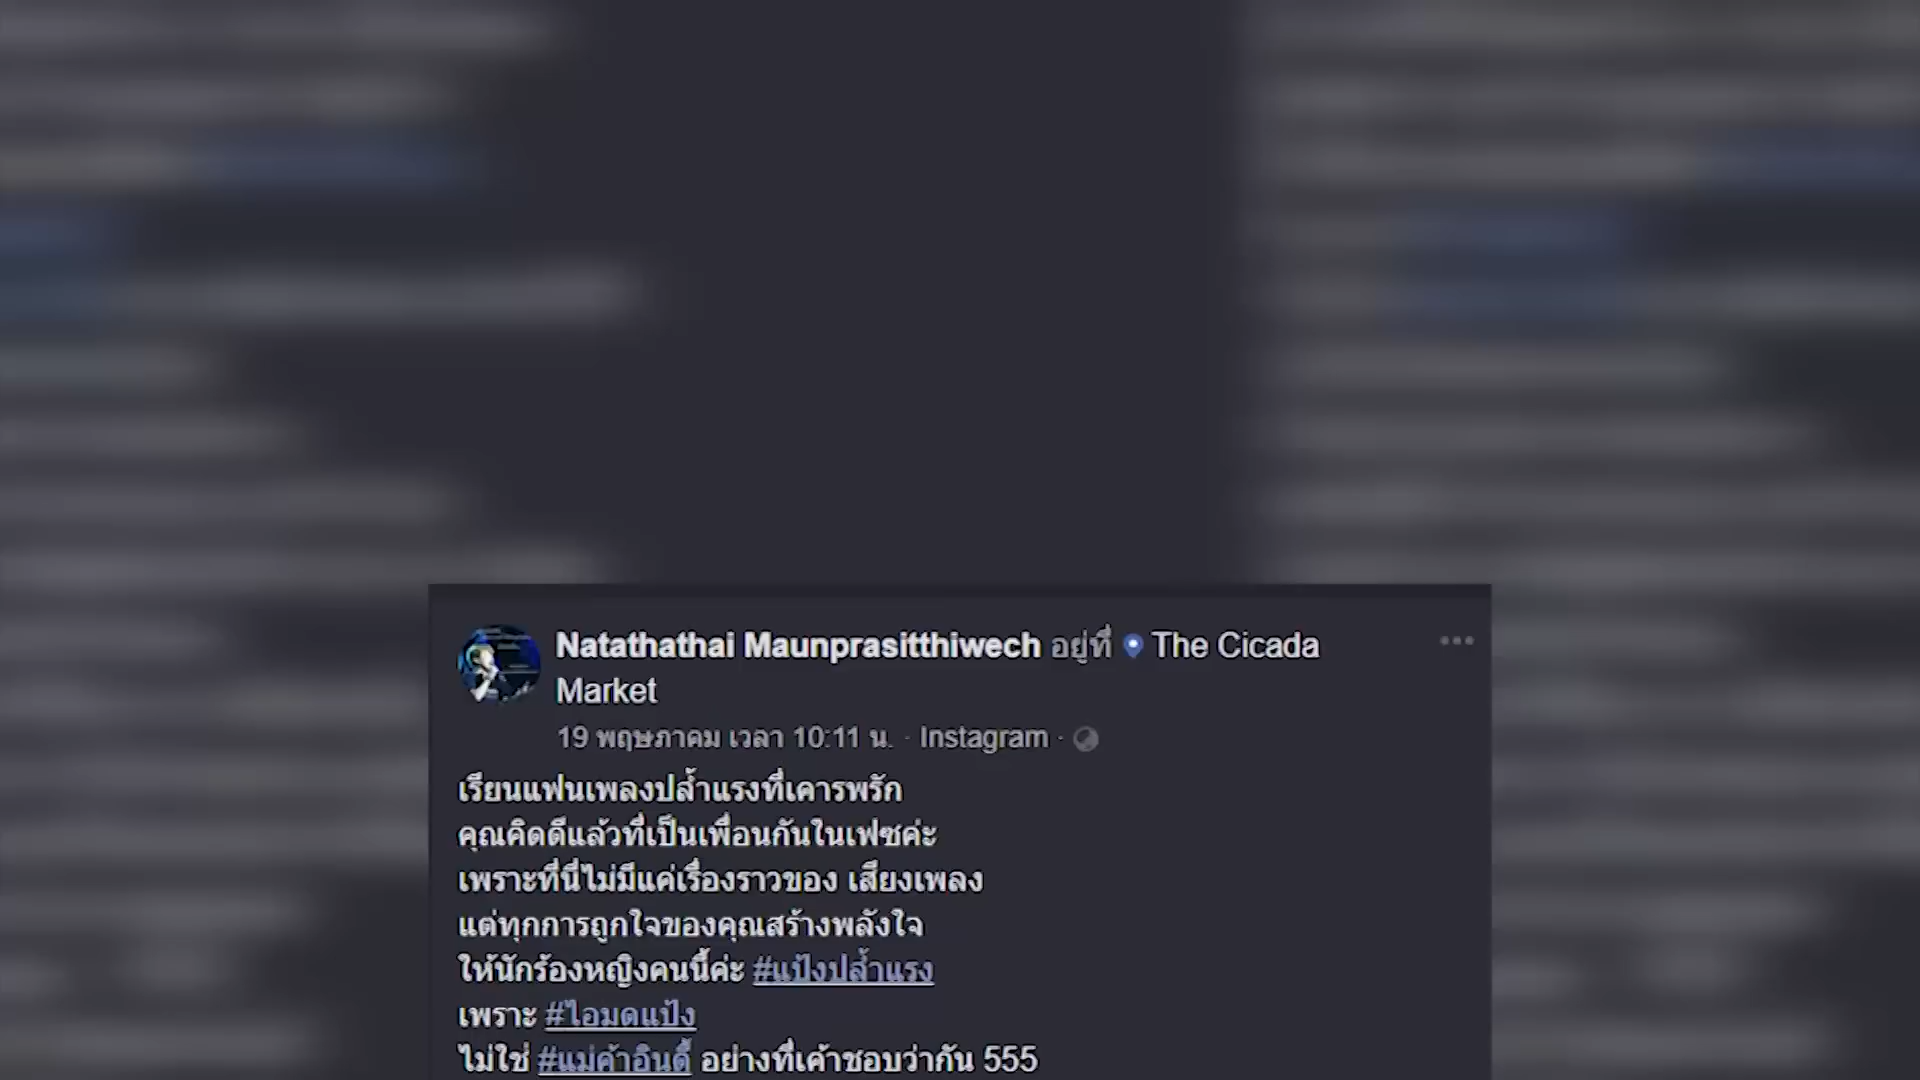 Natathathai Maunprasitthiwech อยู่ที่ The Cicada
Market
19 พฤษภาคม เวลา 10:11 น. · Instagram ·
เรียนแฟนเพลงปล้ำแรงที่เคารพรัก
คุณคิดดีแล้วที่เป็นเพื่อนกันในเฟซค่ะ
เพราะที่นี่ไม่มีแค่เรื่องราวของ เสียงเพลง
แต่ทุกการถูกใจของคุณสร้างพลังใจ
ให้นักร้องหญิงคนนี้ค่ะ #แป้งปล้ำแรง
เพราะ #ไอมดแป้ง
ไม่ใช่ #แม่ค้าอินดี้ อย่างที่เค้าชอบว่ากัน 555